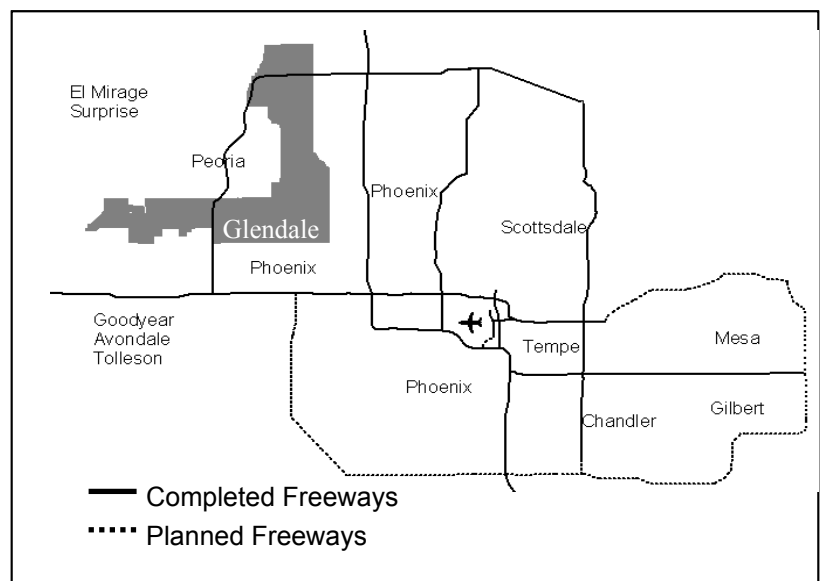 El Mirage
Surprise
Peoria
Phoenix
Glendale
Scottsdale
Phoenix
Goodyear
Avondale
Tolleson
Tempe
Mesa
Phoenix
Chandler
Gilbert
Completed Freeways
Planned Freeways